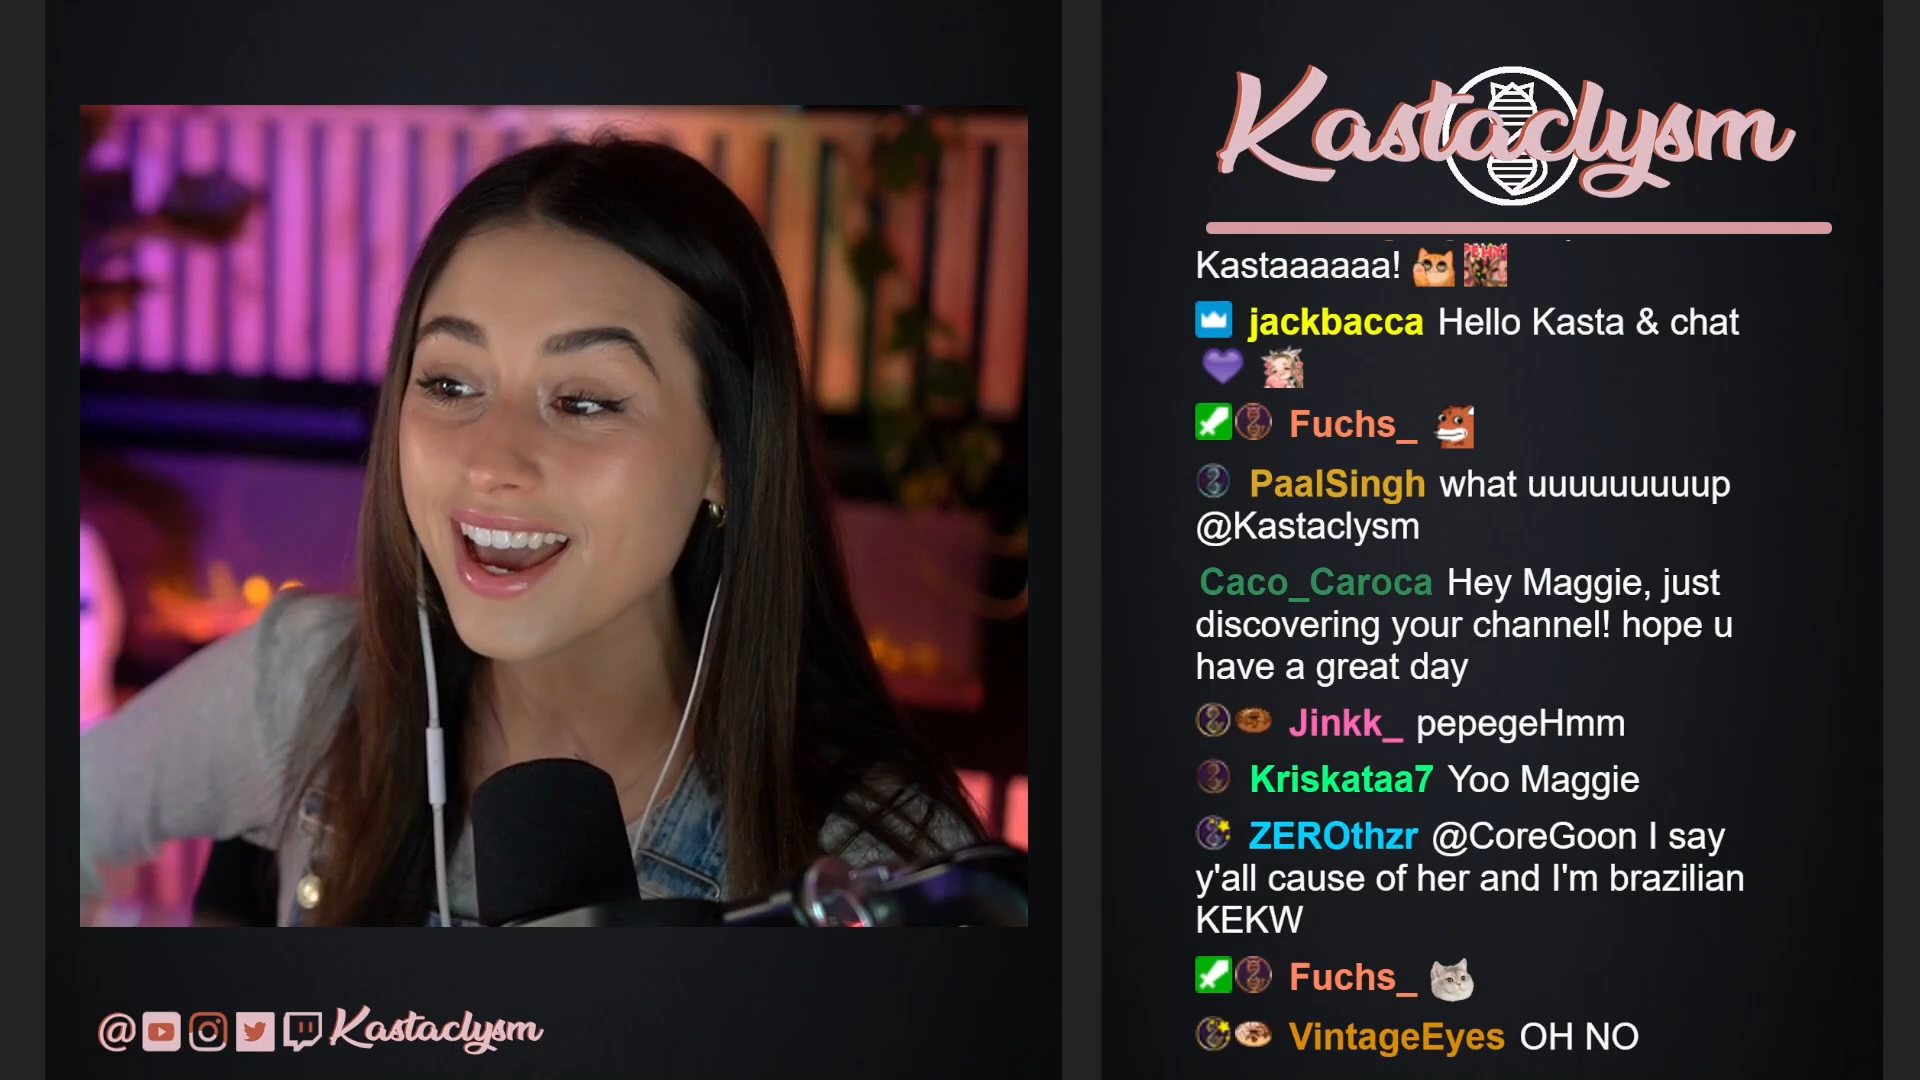 Kastaclysm
Kastaaaaaa!
jackbacca Hello Kasta & chat
Fuchs_
PaalSingh what uuuuuuuuup
@Kastaclysm
Caco_Caroca Hey Maggie, just
discovering your channel! hope u
have a great day
Jinkk_ pepegeHmm
Kriskataa7 Yoo Maggie
ZEROthzr @CoreGoon I say
y'all cause of her and I'm brazilian
KEKW
Fuchs_
VintageEyes OH NO
@Kastaclysm